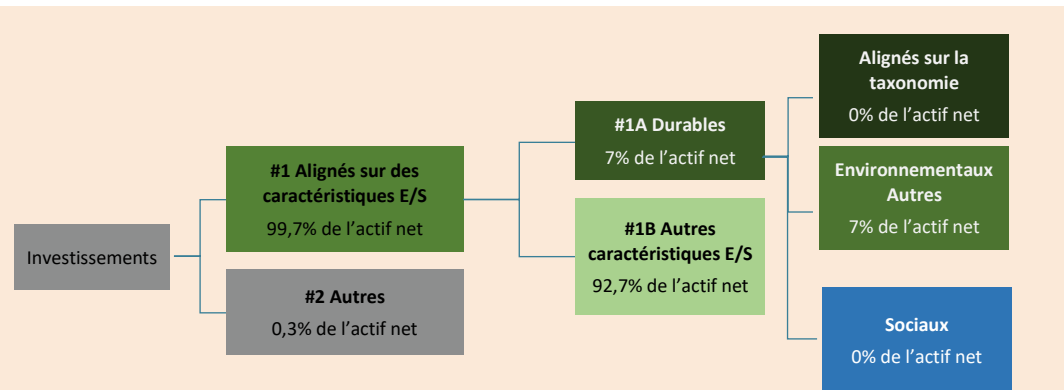 Investissements
#1 Alignés sur des
caractéristiques E/S
99,7% de l’actif net
#2 Autres
0,3% de l’actif net
#1A Durables
7% de l’actif net
#1B Autres
caractéristiques E/S
92,7% de l’actif net
Alignés sur la
taxonomie
0% de l’actif net
Environnementaux
Autres
7% de l’actif net
Sociaux
0% de l’actif net